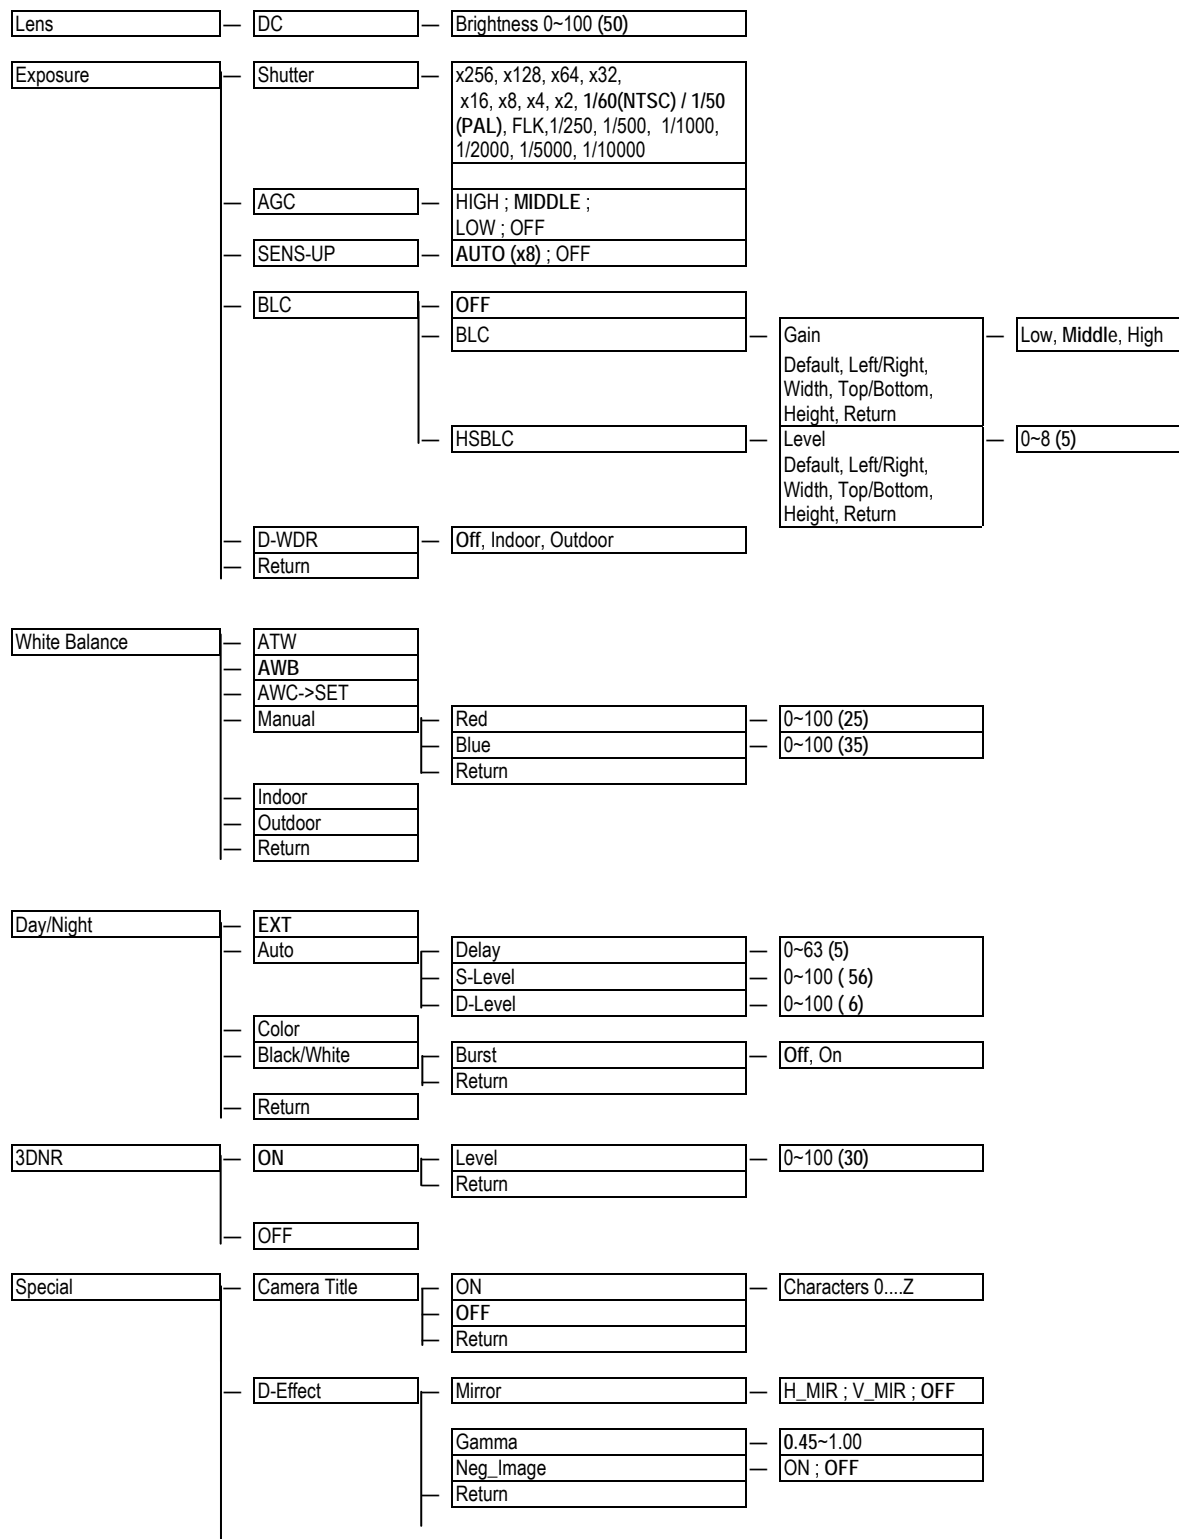 Lens — DC — Brightness 0~100 (50)
Exposure — Shutter — x256, x128, x64, x32,
x16, x8, x4, x2, 1/60(NTSC) / 1/50
(PAL), FLK,1/250, 1/500, 1/1000,
1/2000, 1/5000, 1/10000
— AGC — HIGH ; MIDDLE ;
LOW ; OFF
— SENS-UP — AUTO (x8) ; OFF
— BLC — OFF
— BLC — Gain — Low, Middle, High
Default, Left/Right,
Width, Top/Bottom,
Height, Return
— HSBLC — Level — 0~8 (5)
Default, Left/Right,
Width, Top/Bottom,
Height, Return
— D-WDR — Off, Indoor, Outdoor
— Return
White Balance — ATW
— AWB
— AWC->SET
— Manual — Red — 0~100 (25)
— Blue — 0~100 (35)
— Return
— Indoor
— Outdoor
— Return
Day/Night — EXT
— Auto — Delay — 0~63 (5)
— S-Level — 0~100 ( 56)
— D-Level — 0~100 ( 6)
— Color
— Black/White — Burst — Off, On
— Return
— Return
3DNR — ON — Level — 0~100 (30)
— Return
— OFF
Special — Camera Title — ON — Characters 0....Z
— OFF
— Return
— D-Effect — Mirror — H_MIR ; V_MIR ; OFF
Gamma — 0.45~1.00
Neg_Image — ON ; OFF
— Return